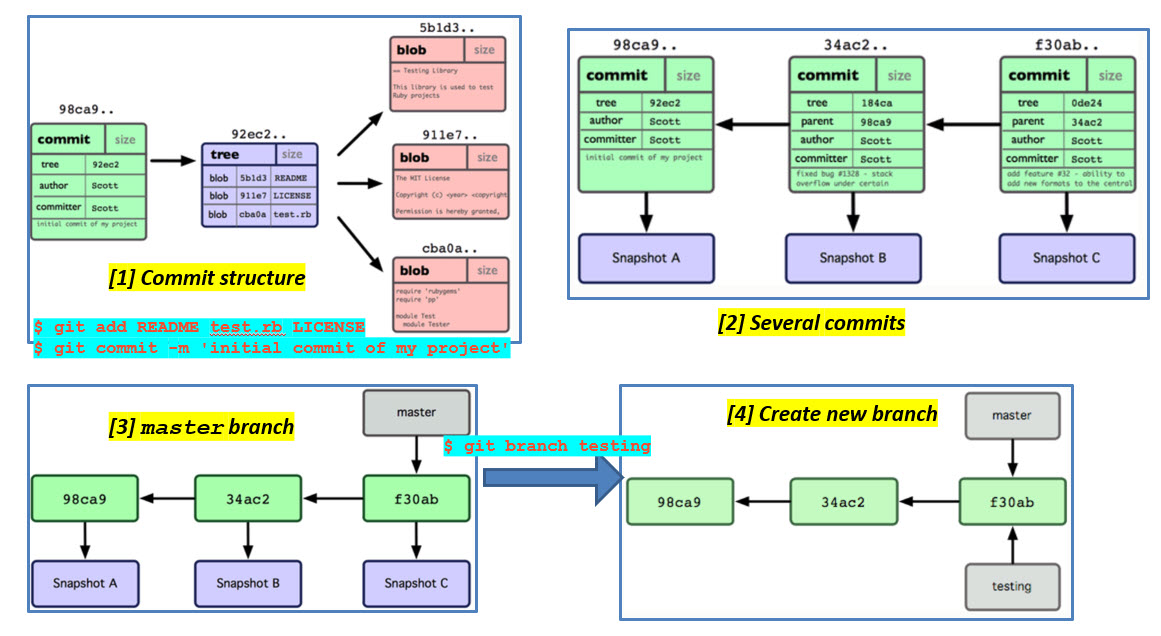 5b1d3..
blob size
== Testing Library
This library is used to test
Ruby projects
98ca9..
commit size
tree 92ec2
author Scott
committer Scott
initial commit of my project
92ec2..
tree size
blob 5b1d3 README
blob 911e7 LICENSE
blob cba0a test.rb
911e7..
blob size
The MIT License
Copyright (c) <year> <copyright
Permission is hereby granted,
cba0a..
blob size
require 'rubygems'
require 'pp'
module Test
module Tester
[1] Commit structure
$ git add README test.rb LICENSE
$ git commit -m 'initial commit of my project'
98ca9..
commit size
tree 92ec2
author Scott
committer Scott
initial commit of my project
34ac2..
commit size
tree 184ca
parent 98ca9
author Scott
committer Scott
fixed bug #1328 - stack
overflow under certain
f30ab..
commit size
tree 0de24
parent 34ac2
author Scott
committer Scott
add feature #32 - ability to
add new formats to the central
Snapshot A
Snapshot B
Snapshot C
[2] Several commits
[3] master branch
master
98ca9
34ac2
f30ab
Snapshot A
Snapshot B
Snapshot C
$ git branch testing
[4] Create new branch
master
98ca9
34ac2
f30ab
testing